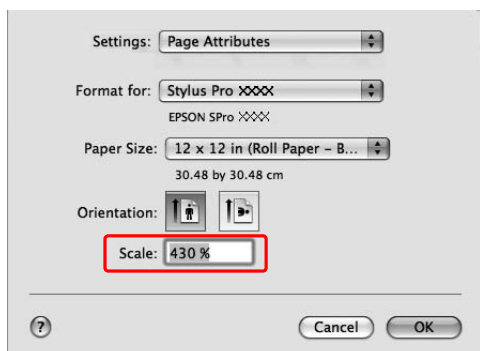 Settings: Page Attributes
Format for: Stylus Pro XXXX
EPSON SPro XXXX
Paper Size: 12 x 12 in (Roll Paper – B...
30.48 by 30.48 cm
Orientation:
Scale: 430 %
? Cancel OK